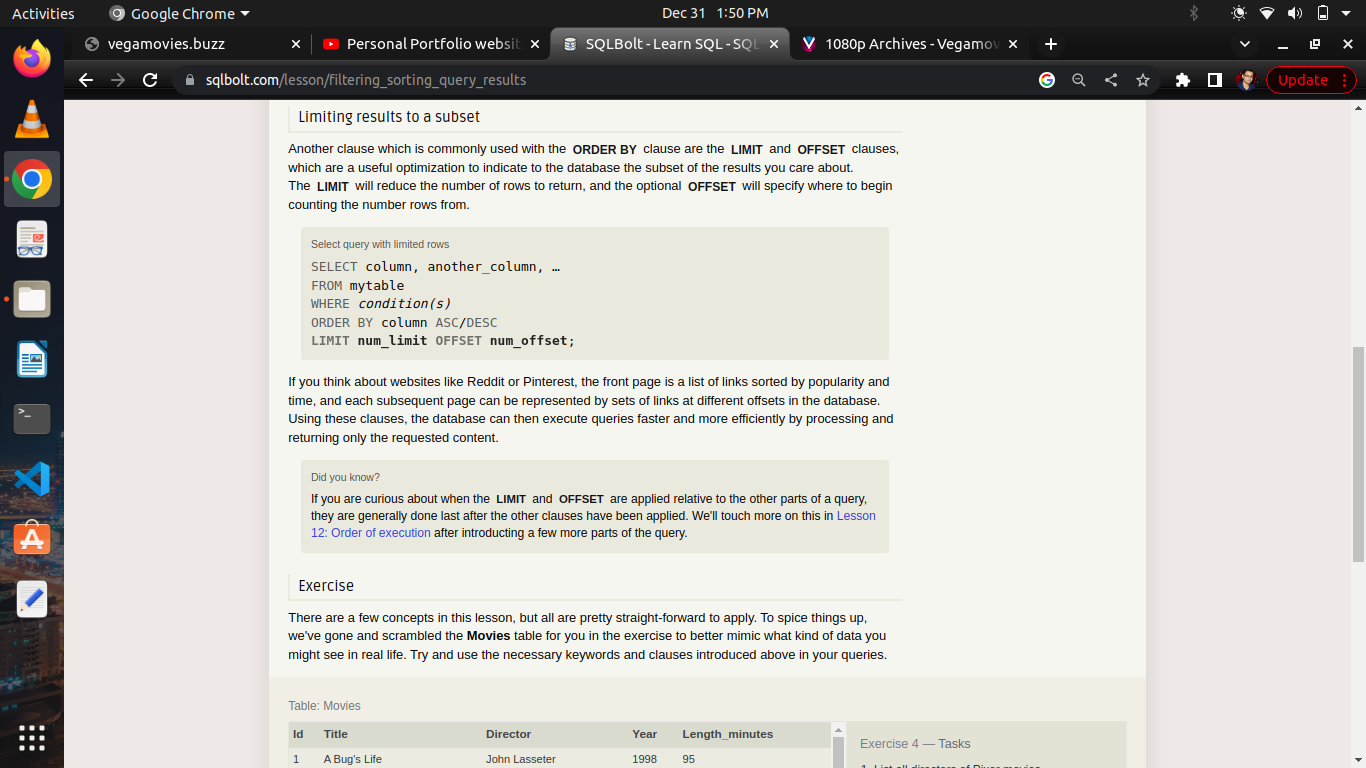 Activities
Google Chrome
Dec 31 1:50 PM
vegamovies.buzz
Personal Portfolio websit
SQLBolt - Learn SQL - SQL
1080p Archives - Vegamov
sqlbolt.com/lesson/filtering_sorting_query_results
Update
Limiting results to a subset
Another clause which is commonly used with the ORDER BY clause are the LIMIT and OFFSET clauses,
which are a useful optimization to indicate to the database the subset of the results you care about.
The LIMIT will reduce the number of rows to return, and the optional OFFSET will specify where to begin
counting the number rows from.
Select query with limited rows
SELECT column, another_column, …
FROM mytable
WHERE condition(s)
ORDER BY column ASC/DESC
LIMIT num_limit OFFSET num_offset;
If you think about websites like Reddit or Pinterest, the front page is a list of links sorted by popularity and
time, and each subsequent page can be represented by sets of links at different offsets in the database.
Using these clauses, the database can then execute queries faster and more efficiently by processing and
returning only the requested content.
Did you know?
If you are curious about when the LIMIT and OFFSET are applied relative to the other parts of a query,
they are generally done last after the other clauses have been applied. We'll touch more on this in Lesson
12: Order of execution after introducting a few more parts of the query.
Exercise
There are a few concepts in this lesson, but all are pretty straight-forward to apply. To spice things up,
we've gone and scrambled the Movies table for you in the exercise to better mimic what kind of data you
might see in real life. Try and use the necessary keywords and clauses introduced above in your queries.
Table: Movies
Id Title Director Year Length_minutes
1 A Bug's Life John Lasseter 1998 95
Exercise 4 — Tasks